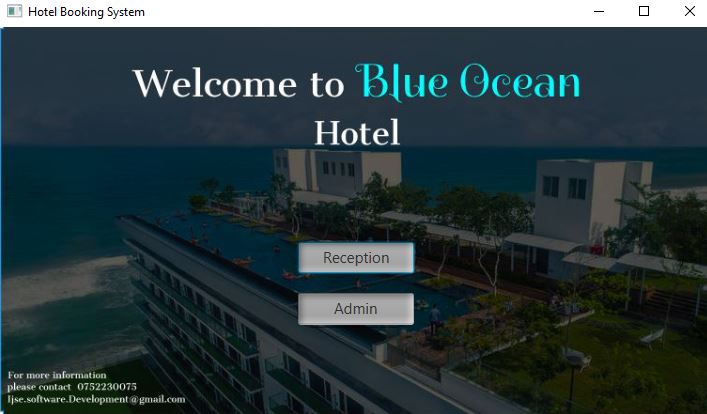 Hotel Booking System
Welcome to Blue Ocean
Hotel
Reception
Admin
For more information
please contact 0752230075
Ijse.software.Development@gmail.com